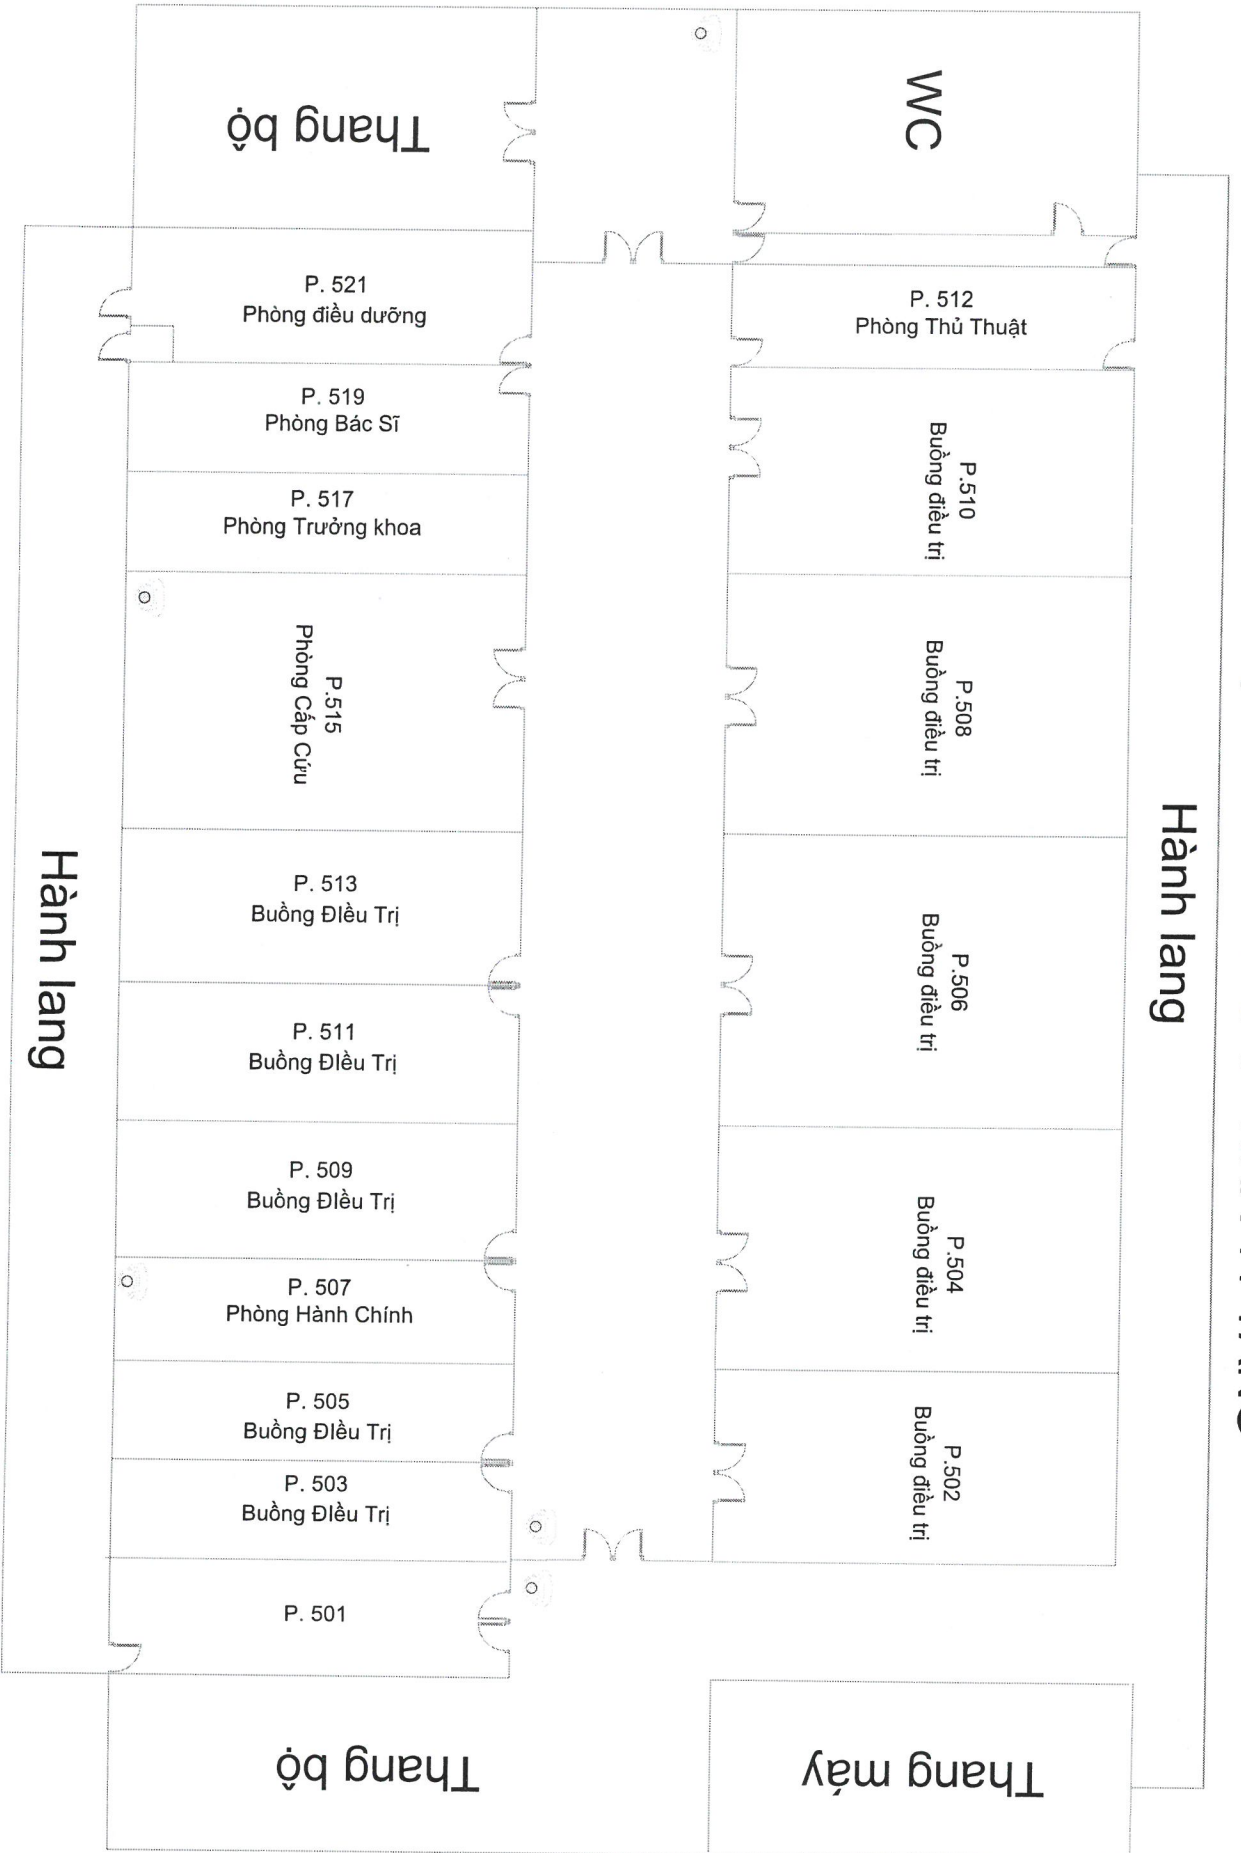 Thang bộ
WC
P. 521
Phòng điều dưỡng
P. 512
Phòng Thủ Thuật
P. 519
Phòng Bác Sĩ
P.510
Buồng điều trị
P. 517
Phòng Trưởng khoa
P.515
Phòng Cấp Cứu
P.508
Buồng điều trị
Hành lang
Hành lang
P. 513
Buồng ĐIều Trị
P.506
Buồng điều trị
P. 511
Buồng ĐIều Trị
P. 509
Buồng ĐIều Trị
P.504
Buồng điều trị
P. 507
Phòng Hành Chính
P. 505
Buồng ĐIều Trị
P.502
Buồng điều trị
P. 503
Buồng ĐIều Trị
P. 501
Thang bộ
Thang máy